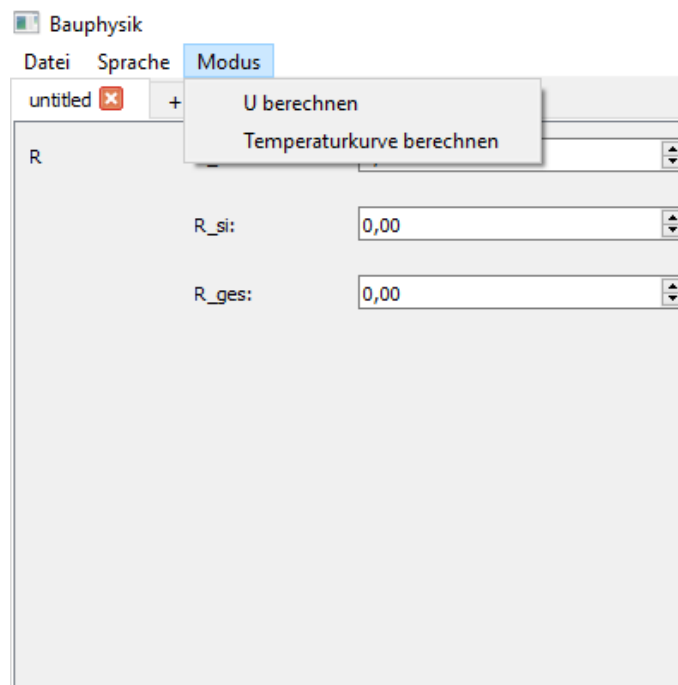 Bauphysik
Datei Sprache Modus
untitled +
U berechnen
Temperaturkurve berechnen
R
R_si: 0,00
R_ges: 0,00